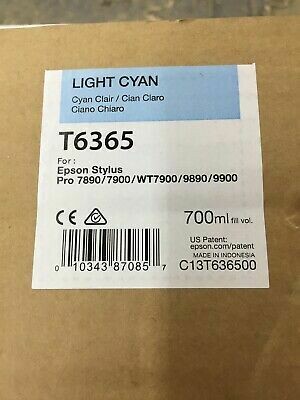 LIGHT CYAN
Cyan Clair / Cian Claro
Ciano Chiaro
T6365
For :
Epson Stylus
Pro 7890/7900/WT7900/9890/9900
CE
700ml fill vol.
US Patent:
epson.com/patent
MADE IN INDONESIA
C13T636500
0 10343 87085 7